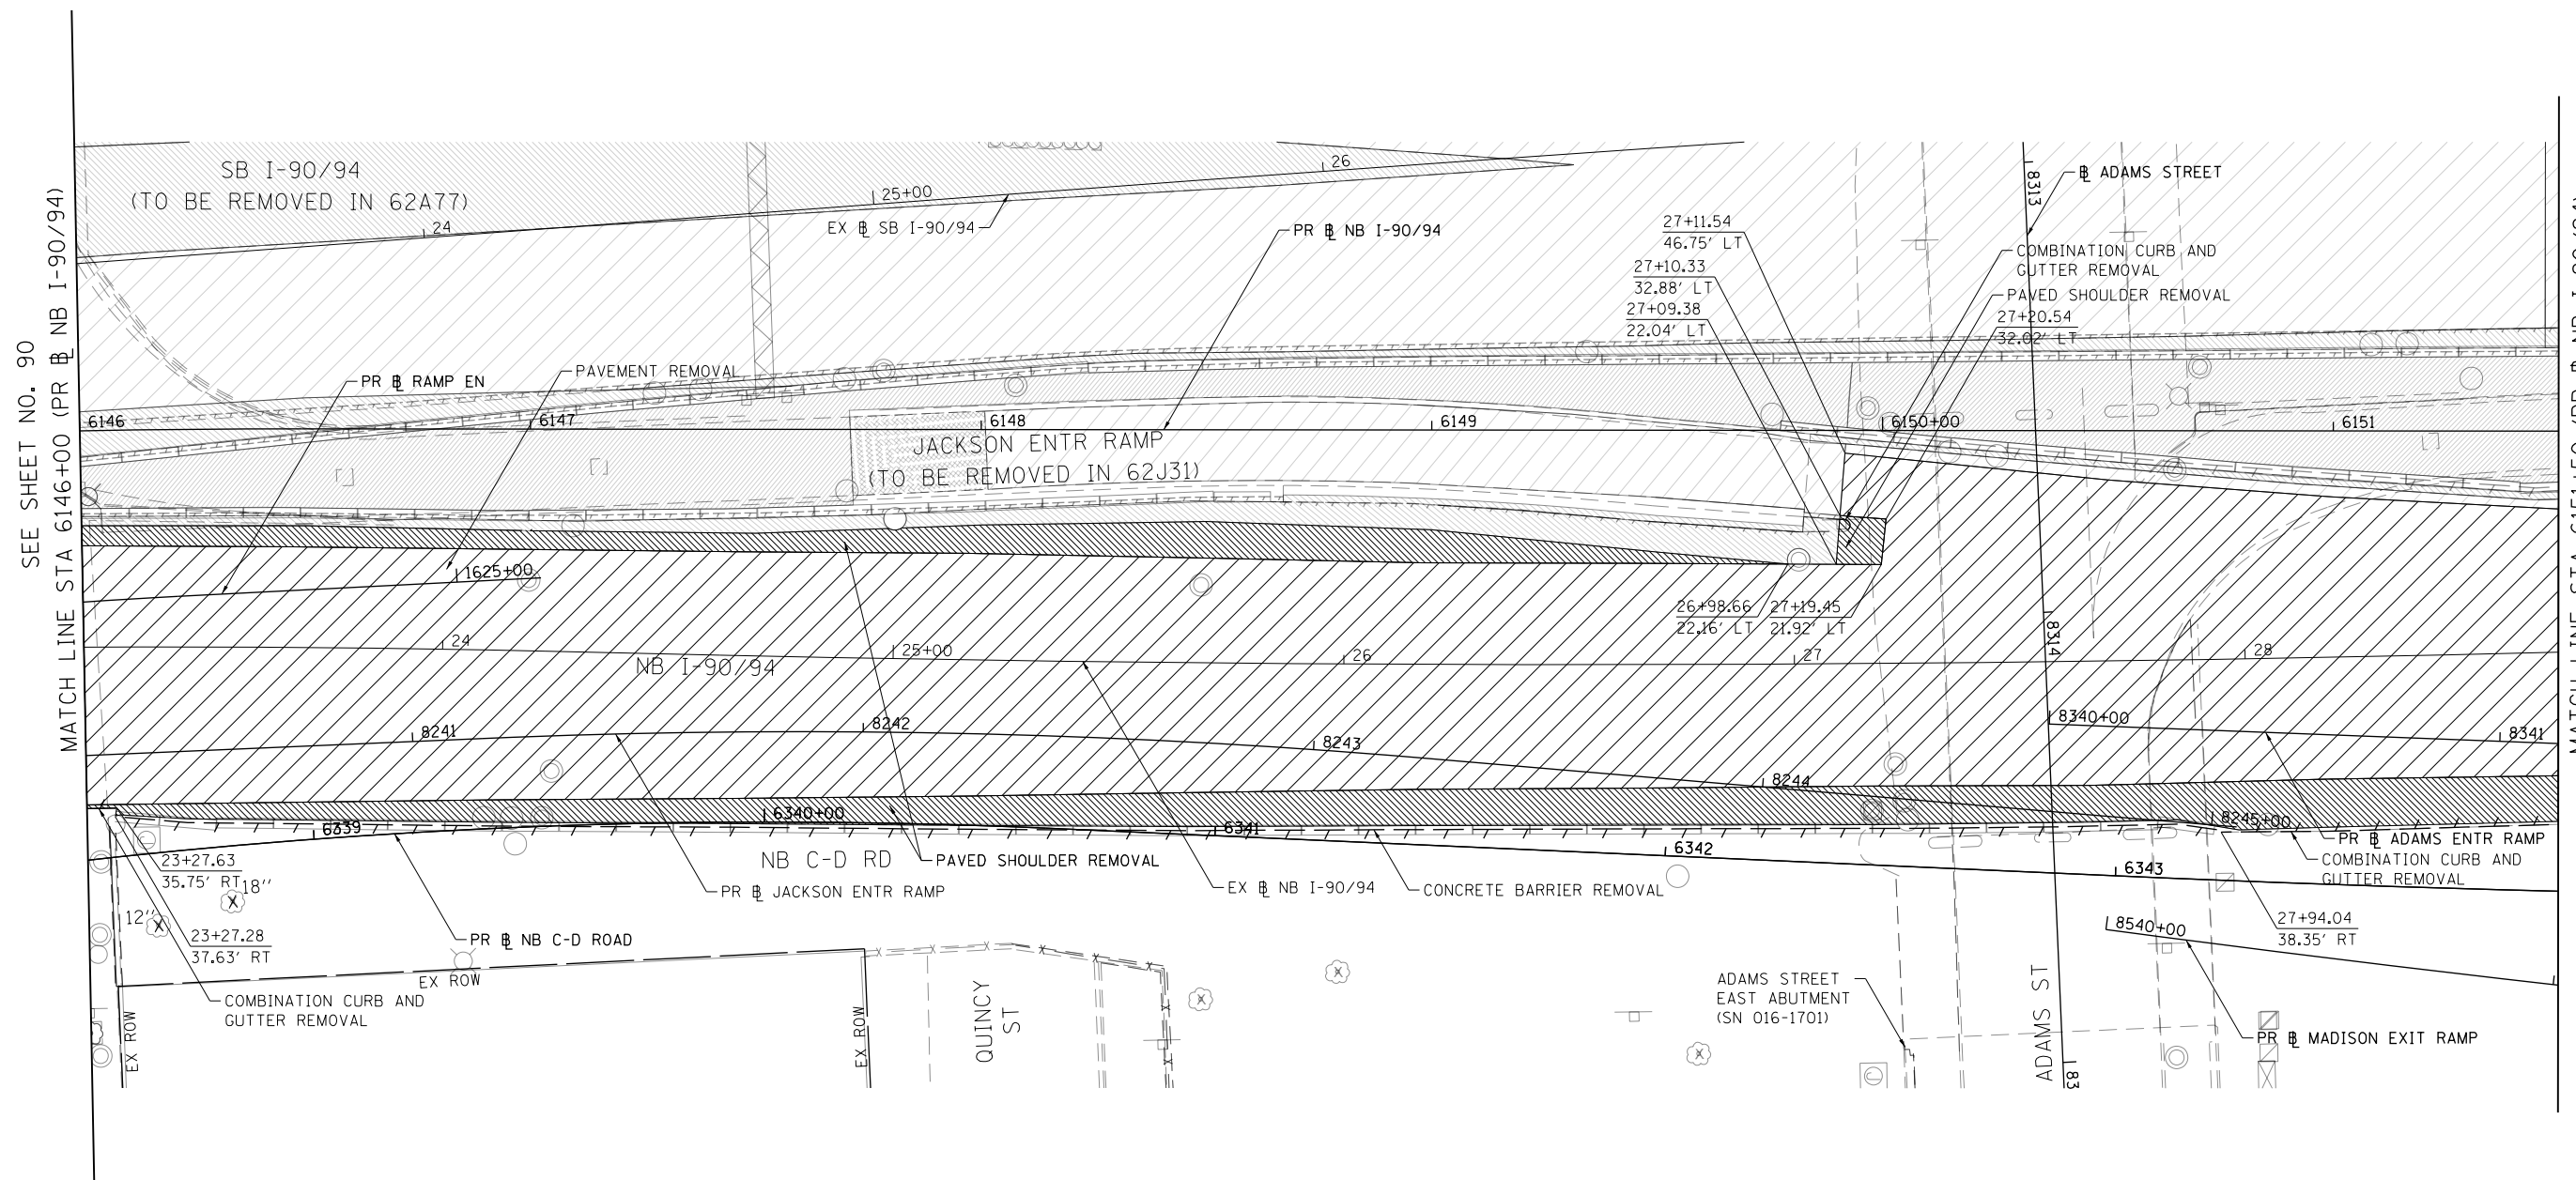 SEE SHEET NO. 90
MATCH LINE STA 6146+00 (PR ℄ NB I-90/94)
SB I-90/94
(TO BE REMOVED IN 62A77)
24
25+00
26
EX ℄ SB I-90/94
PR ℄ NB I-90/94
27+11.54
46.75' LT
27+10.33
32.88' LT
27+09.38
22.04' LT
8313
℄ ADAMS STREET
COMBINATION CURB AND
GUTTER REMOVAL
PAVED SHOULDER REMOVAL
27+20.54
32.02' LT
PR ℄ RAMP EN
PAVEMENT REMOVAL
6146
6147
6148
6149
6150+00
6151
JACKSON ENTR RAMP
(TO BE REMOVED IN 62J31)
1625+00
26+98.66
22.16' LT
27+19.45
21.92' LT
8314
24
25+00
26
27
28
NB I-90/94
8241
8242
8243
8244
8245+00
8340+00
8341
6339
6340+00
6341
6342
6343
23+27.63
35.75' RT
18''
12''
23+27.28
37.63' RT
COMBINATION CURB AND
GUTTER REMOVAL
PR ℄ NB C-D ROAD
EX ROW
EX ROW
EX ROW
NB C-D RD
PAVED SHOULDER REMOVAL
PR ℄ JACKSON ENTR RAMP
EX ℄ NB I-90/94
CONCRETE BARRIER REMOVAL
PR ℄ ADAMS ENTR RAMP
COMBINATION CURB AND
GUTTER REMOVAL
27+94.04
38.35' RT
8540+00
QUINCY
ST
ADAMS STREET
EAST ABUTMENT
(SN 016-1701)
ADAMS ST
83
PR ℄ MADISON EXIT RAMP